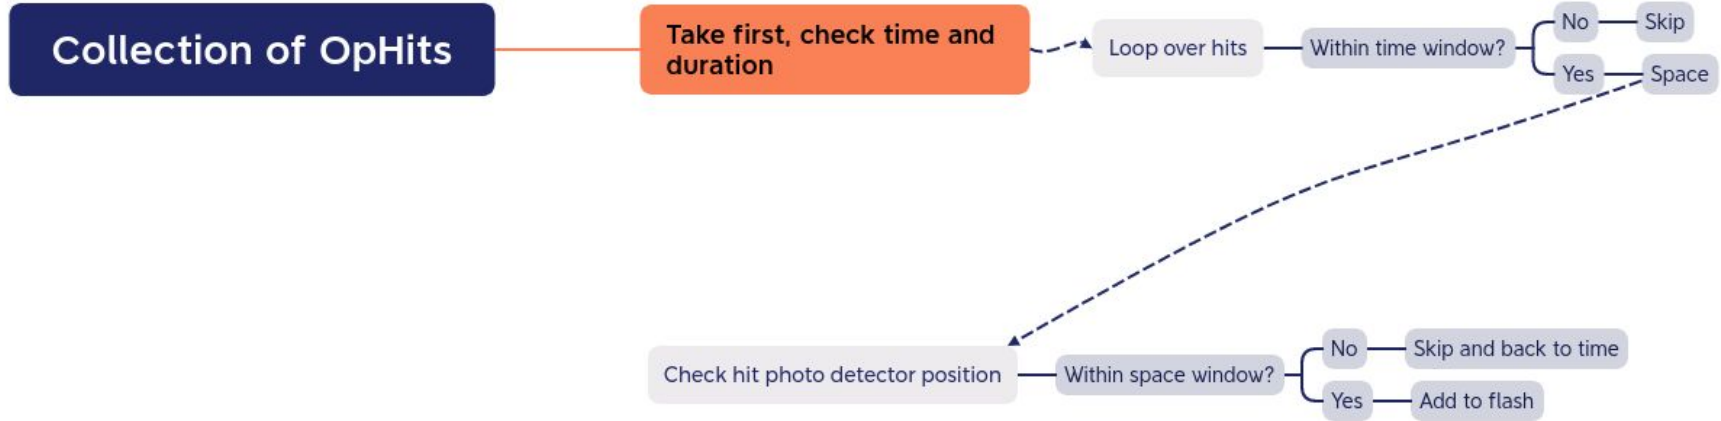 Collection of OpHits
Take first, check time and
duration
Loop over hits
Within time window?
No
Skip
Yes
Space
Check hit photo detector position
Within space window?
No
Skip and back to time
Yes
Add to flash